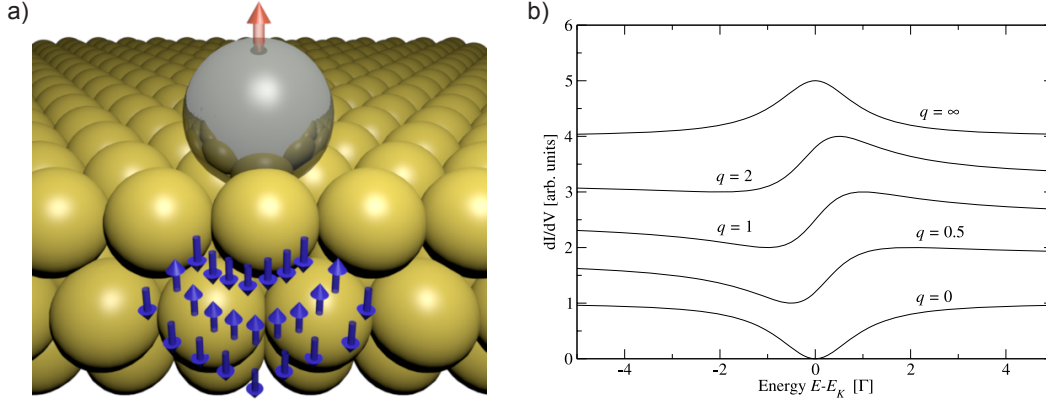 a)
b)
6
5
4
3
2
1
0
dI/dV [arb. units]
q = ∞
q = 2
q = 1
q = 0.5
q = 0
-4
-2
0
2
4
Energy E-E_K [Γ]